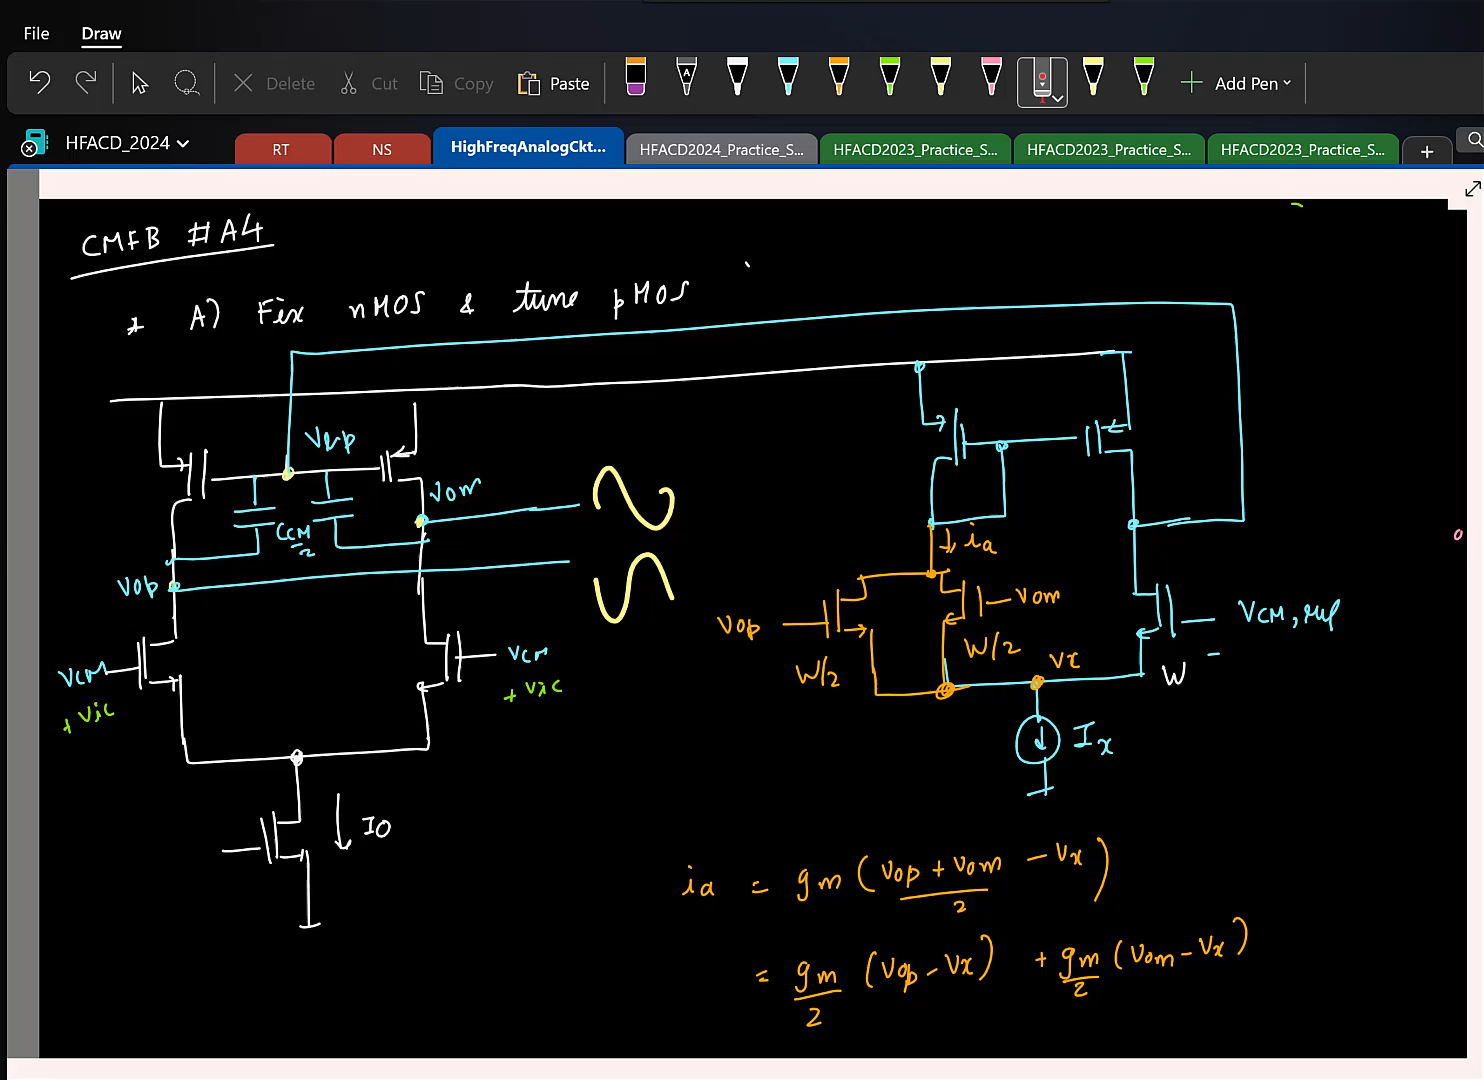 File Draw
Delete Cut Copy Paste Add Pen
HFACD_2024 RT NS HighFreqAnalogCkt... HFACD2024_Practice_S... HFACD2023_Practice_S... HFACD2023_Practice_S... HFACD2023_Practice_S... +
CMFB #A4
* A) Fix nMOS & tune pMOS
Vbp
Vom
CCM/2
ia
Vop
Vop
Vom
VCM, ref
W/2
W/2
Vx
W
VCM
+ Vic
VCM
+ Vic
Ix
I0
ia = gm (Vop + Vom / 2 - Vx)
= gm/2 (Vop - Vx) + gm/2 (Vom - Vx)